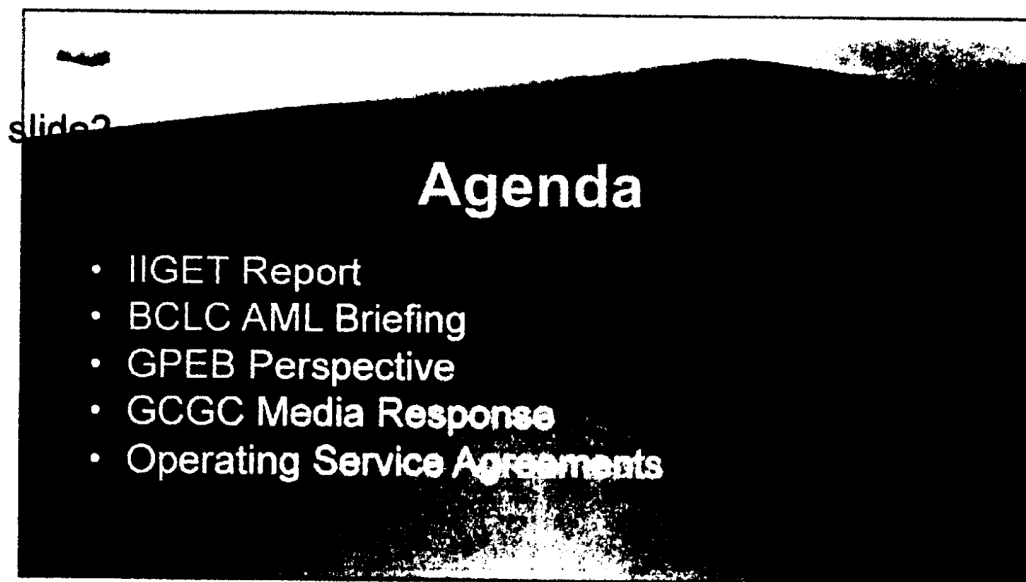 slide2
Agenda
• IIGET Report
• BCLC AML Briefing
• GPEB Perspective
• GCGC Media Response
• Operating Service Agreements